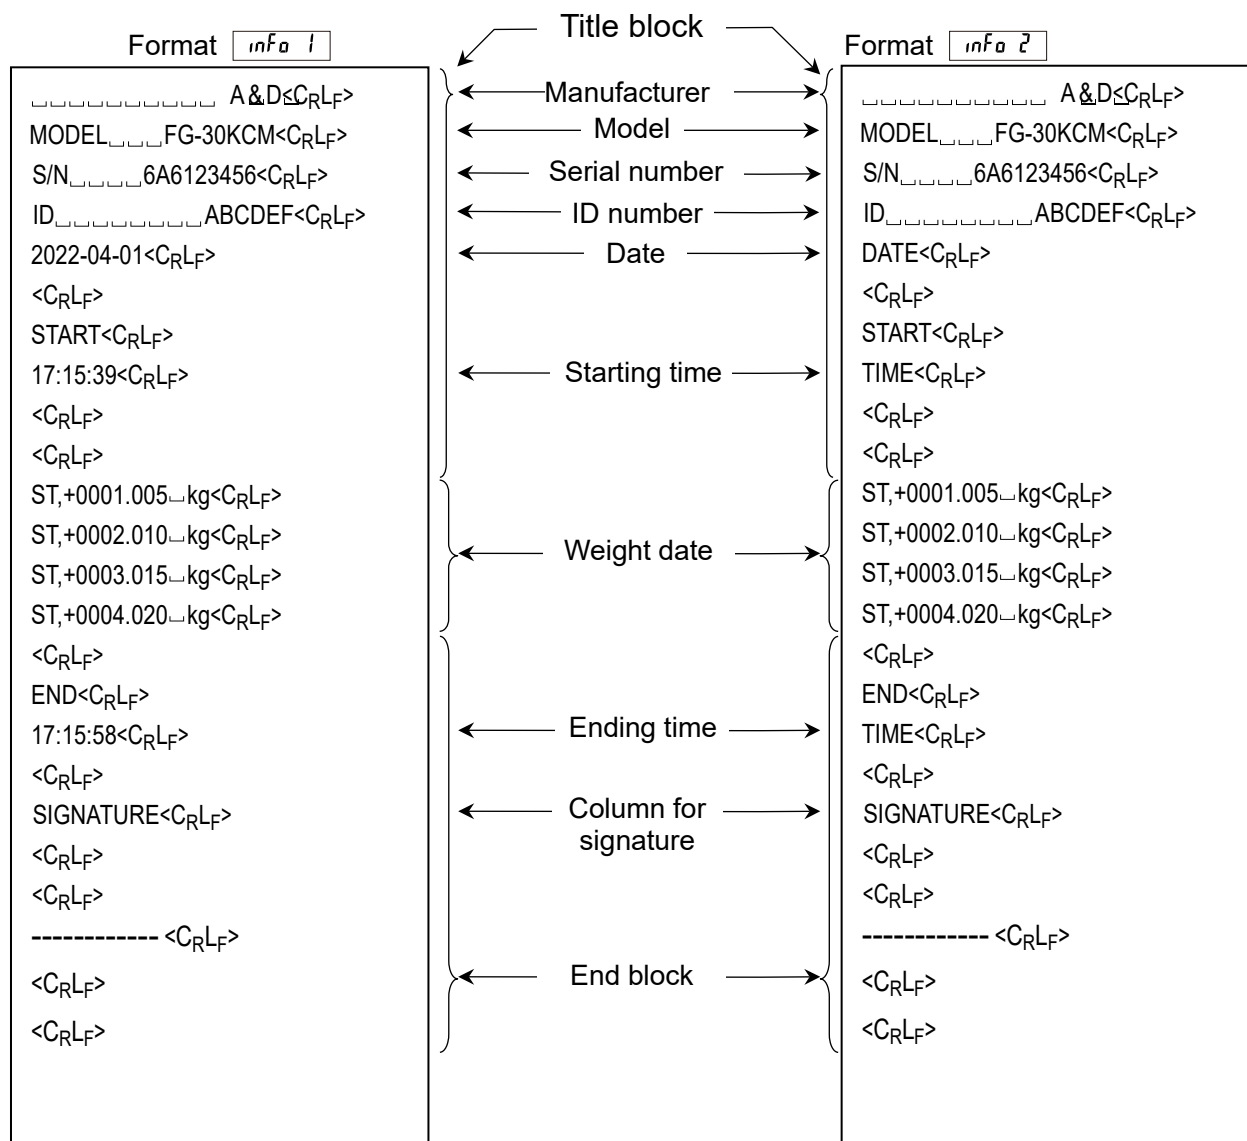 Title block
Format info 1
Format info 2
␣␣␣␣␣␣␣␣␣␣ A&D<CRLF>
MODEL␣␣␣FG-30KCM<CRLF>
S/N␣␣␣␣6A6123456<CRLF>
ID␣␣␣␣␣␣␣␣ABCDEF<CRLF>
2022-04-01<CRLF>
<CRLF>
START<CRLF>
17:15:39<CRLF>
<CRLF>
<CRLF>
ST,+0001.005␣kg<CRLF>
ST,+0002.010␣kg<CRLF>
ST,+0003.015␣kg<CRLF>
ST,+0004.020␣kg<CRLF>
<CRLF>
END<CRLF>
17:15:58<CRLF>
<CRLF>
SIGNATURE<CRLF>
<CRLF>
<CRLF>
------------ <CRLF>
<CRLF>
<CRLF>
Manufacturer
Model
Serial number
ID number
Date
Starting time
Weight date
Ending time
Column for
signature
End block
␣␣␣␣␣␣␣␣␣␣ A&D<CRLF>
MODEL␣␣␣FG-30KCM<CRLF>
S/N␣␣␣␣6A6123456<CRLF>
ID␣␣␣␣␣␣␣␣ABCDEF<CRLF>
DATE<CRLF>
<CRLF>
START<CRLF>
TIME<CRLF>
<CRLF>
<CRLF>
ST,+0001.005␣kg<CRLF>
ST,+0002.010␣kg<CRLF>
ST,+0003.015␣kg<CRLF>
ST,+0004.020␣kg<CRLF>
<CRLF>
END<CRLF>
TIME<CRLF>
<CRLF>
SIGNATURE<CRLF>
<CRLF>
<CRLF>
------------ <CRLF>
<CRLF>
<CRLF>